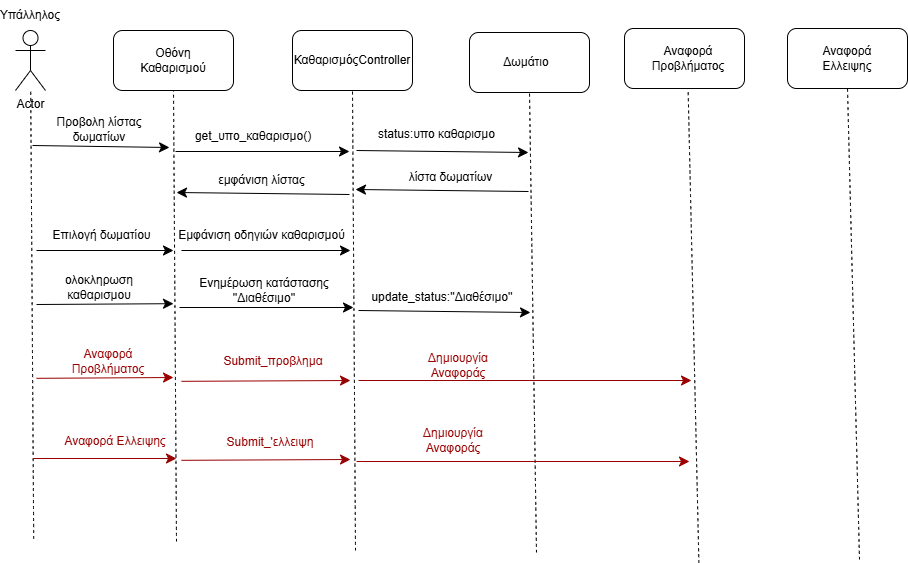 Υπάλληλος
Actor
Οθόνη
Καθαρισμού
ΚαθαρισμόςController
Δωμάτιο
Αναφορά
Προβλήματος
Αναφορά
Ελλειψης
Προβολη λίστας
δωματίων
get_υπο_καθαρισμο()
status:υπο καθαρισμο
εμφάνιση λίστας
λίστα δωματίων
Επιλογή δωματίου
Εμφάνιση οδηγιών καθαρισμού
ολοκληρωση
καθαρισμου
Ενημέρωση κατάστασης
"Διαθέσιμο"
update_status:"Διαθέσιμο"
Αναφορά
Προβλήματος
Submit_προβλημα
Δημιουργία
Αναφοράς
Αναφορά Ελλειψης
Submit_'ελλειψη
Δημιουργία
Αναφοράς